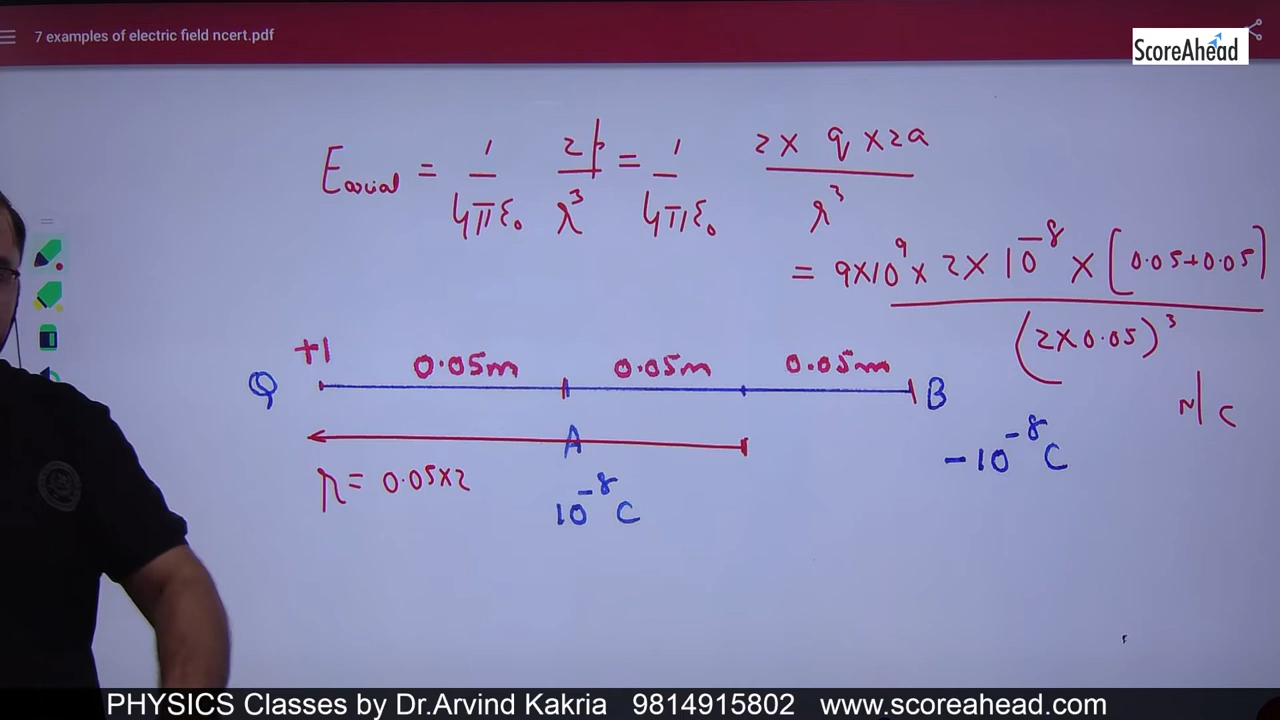 7 examples of electric field ncert.pdf
ScoreAhead
E axial = 1/4πε₀ 2p/r³ = 1/4πε₀ 2 × q × 2a/r³
= 9×10⁹ × 2 × 10⁻⁸ × [0.05+0.05]/(2×0.05)³ N/C
+1 0.05m 0.05m 0.05m
Q B
A
-10⁻⁸ C
r = 0.05×2
10⁻⁸ C
PHYSICS Classes by Dr.Arvind Kakria 9814915802 www.scoreahead.com